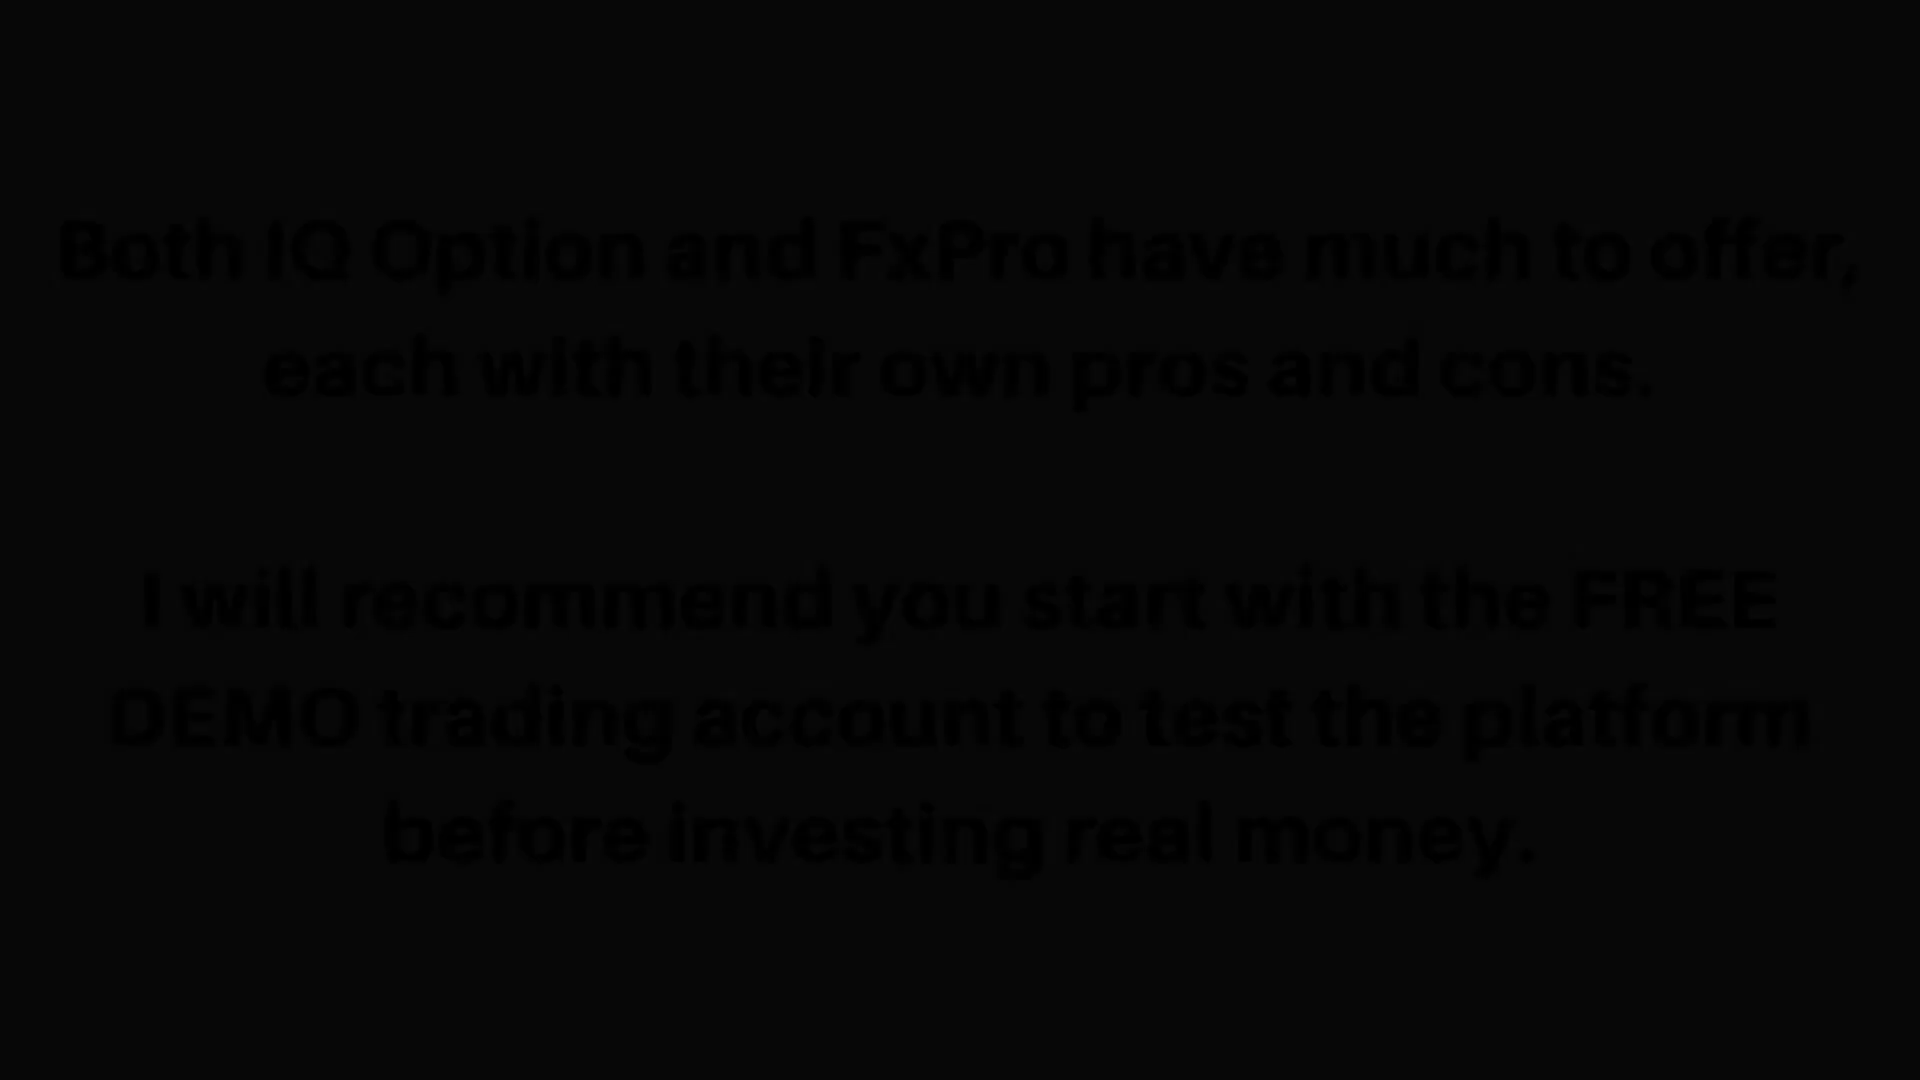 Both IQ Option and FxPro have much to offer,
each with their own pros and cons.
I will recommend you start with the FREE
DEMO trading account to test the platform
before investing real money.